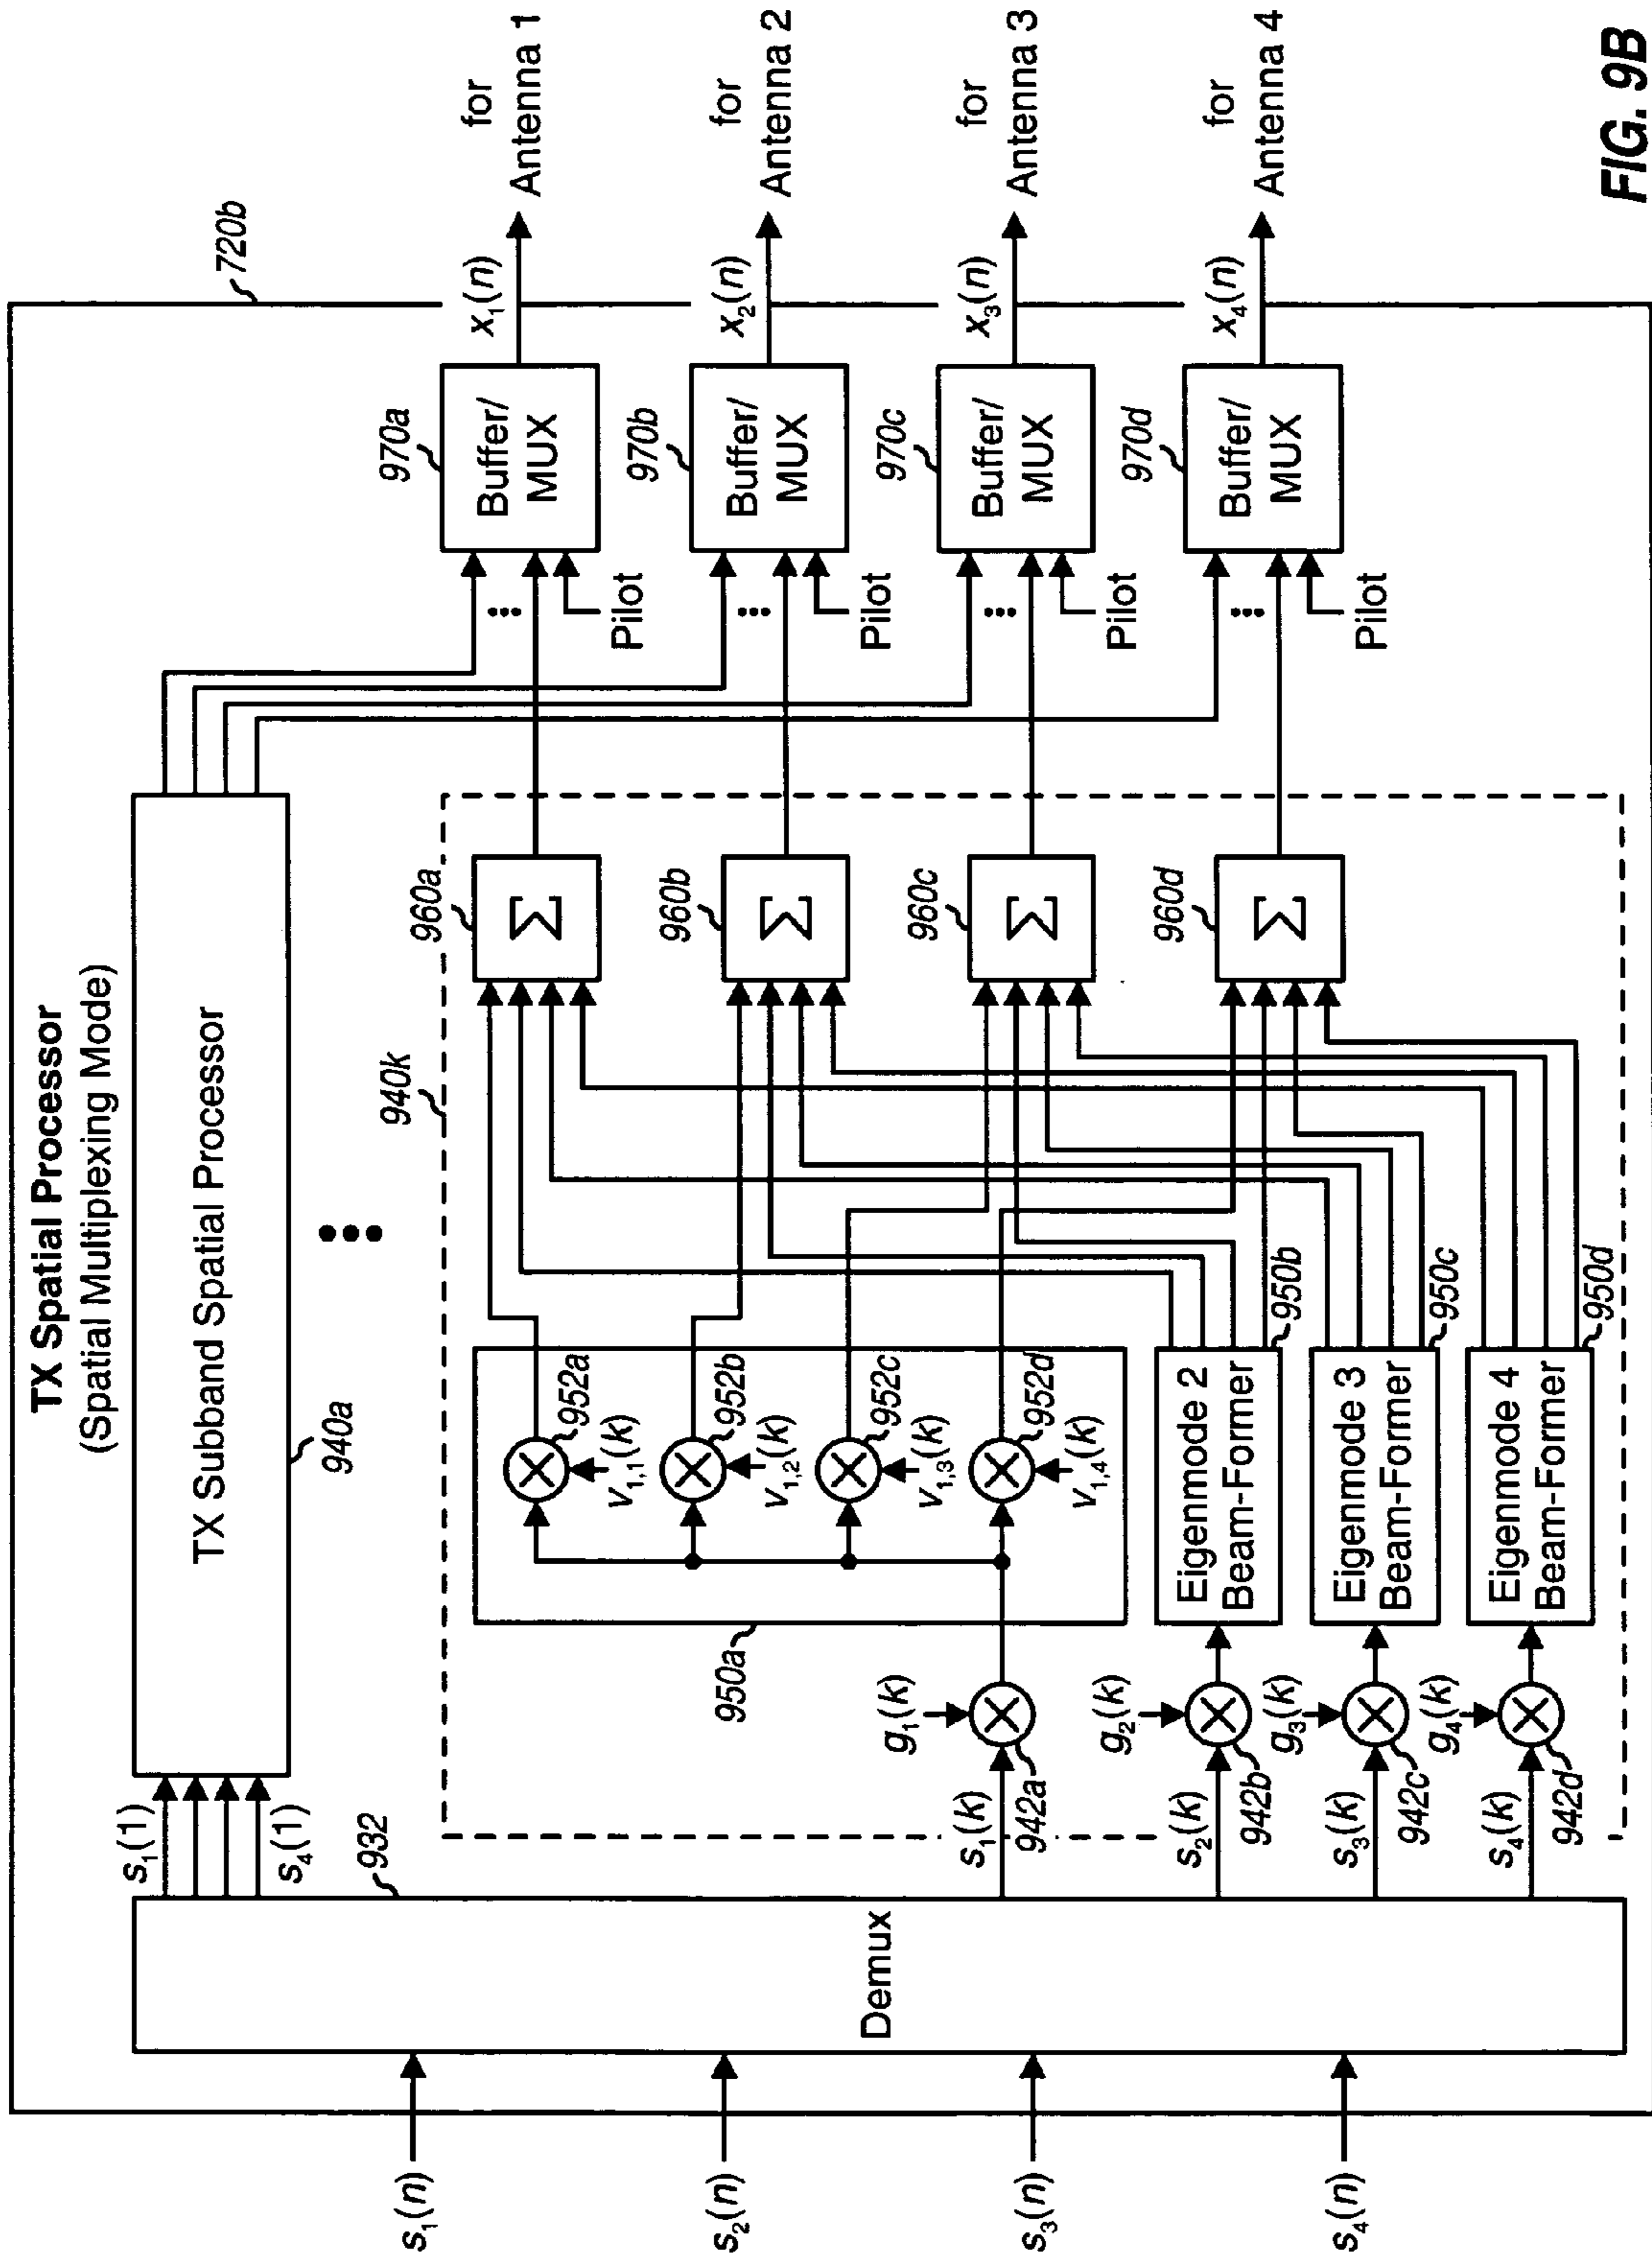 TX Spatial Processor
(Spatial Multiplexing Mode)
720b
s₁(n)
s₂(n)
s₃(n)
s₄(n)
Demux
932
s₁(1)
s₄(1)
TX Subband Spatial Processor
940a
940k
s₁(k)
g₁(k)
942a
s₂(k)
g₂(k)
942b
s₃(k)
g₃(k)
942c
s₄(k)
g₄(k)
942d
950a
952a
v₁,₁(k)
952b
v₁,₂(k)
952c
v₁,₃(k)
952d
v₁,₄(k)
Eigenmode 2
Beam-Former
950b
Eigenmode 3
Beam-Former
950c
Eigenmode 4
Beam-Former
950d
960a
Σ
960b
Σ
960c
Σ
960d
Σ
970a
Buffer/
MUX
Pilot
x₁(n)
for
Antenna 1
970b
Buffer/
MUX
Pilot
x₂(n)
for
Antenna 2
970c
Buffer/
MUX
Pilot
x₃(n)
for
Antenna 3
970d
Buffer/
MUX
Pilot
x₄(n)
for
Antenna 4
FIG. 9B